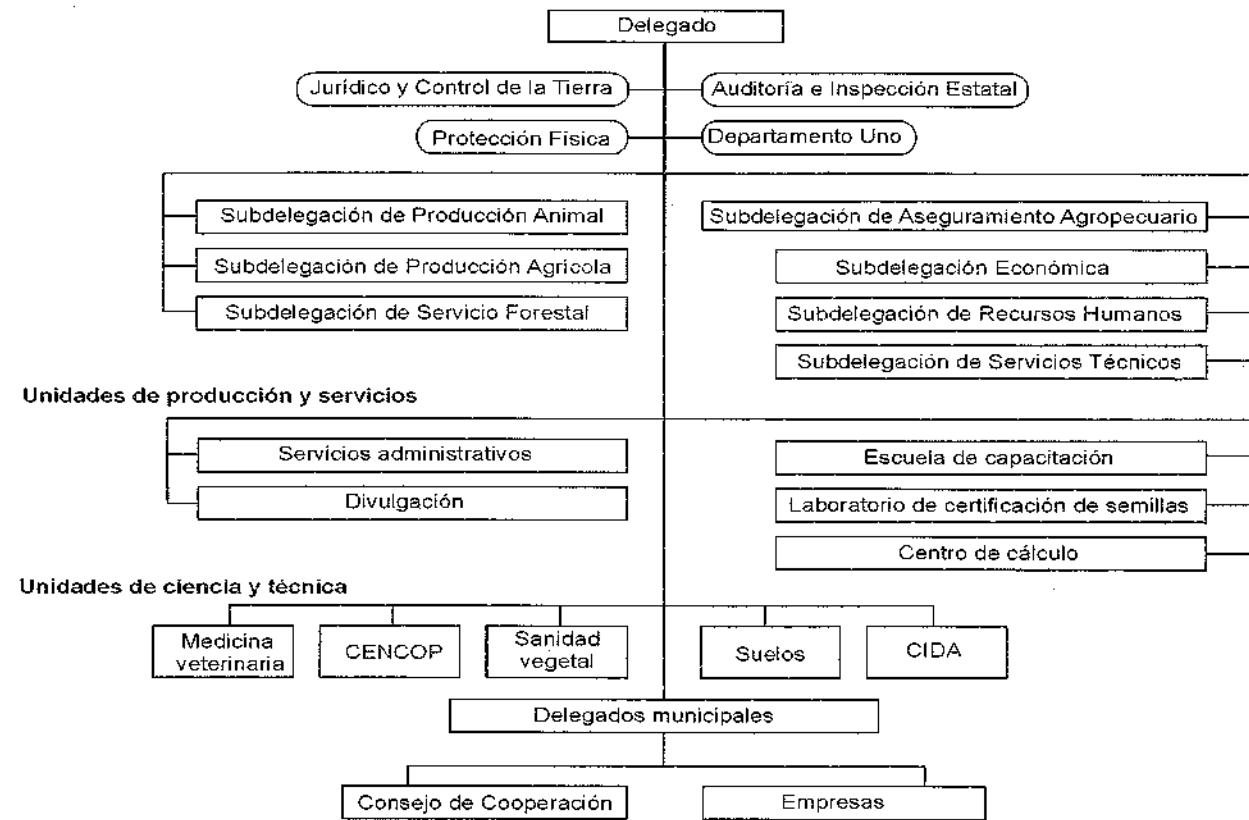 Delegado
Jurídico y Control de la Tierra
Auditoría e Inspección Estatal
Protección Física
Departamento Uno
Subdelegación de Producción Animal
Subdelegación de Aseguramiento Agropecuario
Subdelegación de Producción Agrícola
Subdelegación Económica
Subdelegación de Servicio Forestal
Subdelegación de Recursos Humanos
Subdelegación de Servicios Técnicos
Unidades de producción y servicios
Servicios administrativos
Escuela de capacitación
Divulgación
Laboratorio de certificación de semillas
Centro de cálculo
Unidades de ciencia y técnica
Medicina
veterinaria
CENCOP
Sanidad
vegetal
Suelos
CIDA
Delegados municipales
Consejo de Cooperación
Empresas